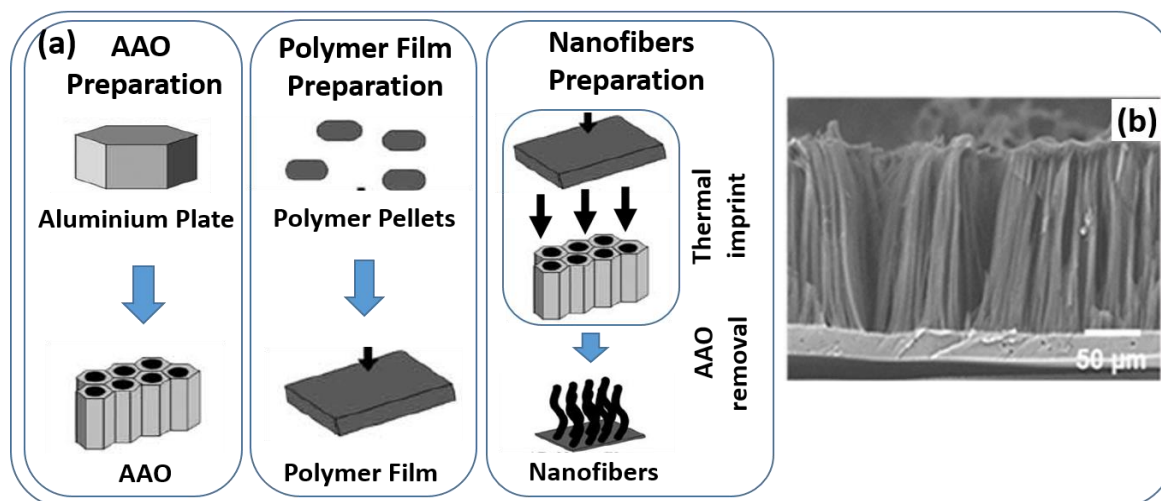 (a)
AAO
Preparation
Aluminium Plate
AAO
Polymer Film
Preparation
Polymer Pellets
Polymer Film
Nanofibers
Preparation
Thermal
imprint
AAO
removal
Nanofibers
(b)
50 µm